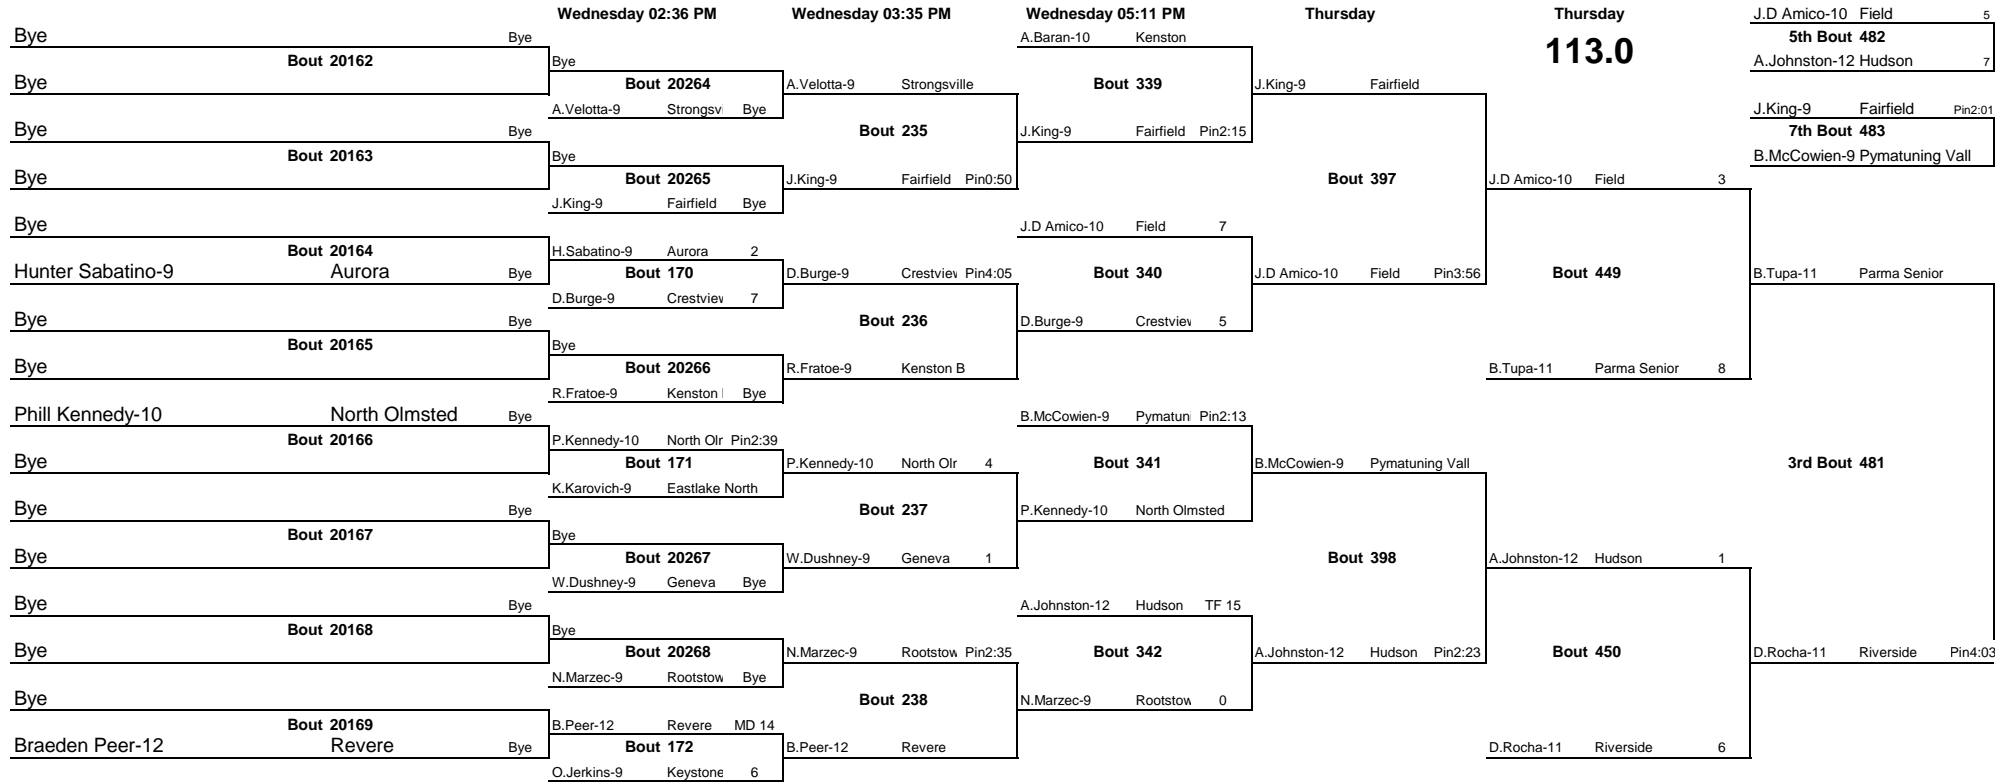 Wednesday 02:36 PM Wednesday 03:35 PM Wednesday 05:11 PM Thursday Thursday
113.0
Bye Bye
Bout 20162
Bye
Bye Bye
Bout 20163
Bye
Bye
Bout 20164
Hunter Sabatino-9 Aurora Bye
Bye Bye
Bout 20165
Bye
Phill Kennedy-10 North Olmsted Bye
Bout 20166
Bye
Bye Bye
Bout 20167
Bye
Bye Bye
Bout 20168
Bye
Bye
Bout 20169
Braeden Peer-12 Revere Bye
Bye
Bout 20264
A.Velotta-9 Strongsvi Bye
Bye
Bout 20265
J.King-9 Fairfield Bye
H.Sabatino-9 Aurora 2
Bout 170
D.Burge-9 Crestview 7
Bye
Bout 20266
R.Fratoe-9 Kenston Bye
P.Kennedy-10 North Olr Pin2:39
Bout 171
K.Karovich-9 Eastlake North
Bye
Bout 20267
W.Dushney-9 Geneva Bye
Bye
Bout 20268
N.Marzec-9 Rootstow Bye
B.Peer-12 Revere MD 14
Bout 172
O.Jerkins-9 Keystone 6
A.Velotta-9 Strongsville
Bout 235
J.King-9 Fairfield Pin0:50
D.Burge-9 Crestview Pin4:05
Bout 236
R.Fratoe-9 Kenston B
P.Kennedy-10 North Olr 4
Bout 237
W.Dushney-9 Geneva 1
N.Marzec-9 Rootstow Pin2:35
Bout 238
B.Peer-12 Revere
A.Baran-10 Kenston
Bout 339
J.King-9 Fairfield Pin2:15
J.D Amico-10 Field 7
Bout 340
D.Burge-9 Crestview 5
B.McCowien-9 Pymatuni Pin2:13
Bout 341
P.Kennedy-10 North Olmsted
A.Johnston-12 Hudson TF 15
Bout 342
N.Marzec-9 Rootstow 0
J.King-9 Fairfield
Bout 397
J.D Amico-10 Field Pin3:56
B.McCowien-9 Pymatuning Vall
Bout 398
A.Johnston-12 Hudson Pin2:23
J.D Amico-10 Field 3
Bout 449
B.Tupa-11 Parma Senior 8
A.Johnston-12 Hudson 1
Bout 450
D.Rocha-11 Riverside 6
J.D Amico-10 Field 5
5th Bout 482
A.Johnston-12 Hudson 7
J.King-9 Fairfield Pin2:01
7th Bout 483
B.McCowien-9 Pymatuning Vall
B.Tupa-11 Parma Senior
3rd Bout 481
D.Rocha-11 Riverside Pin4:03